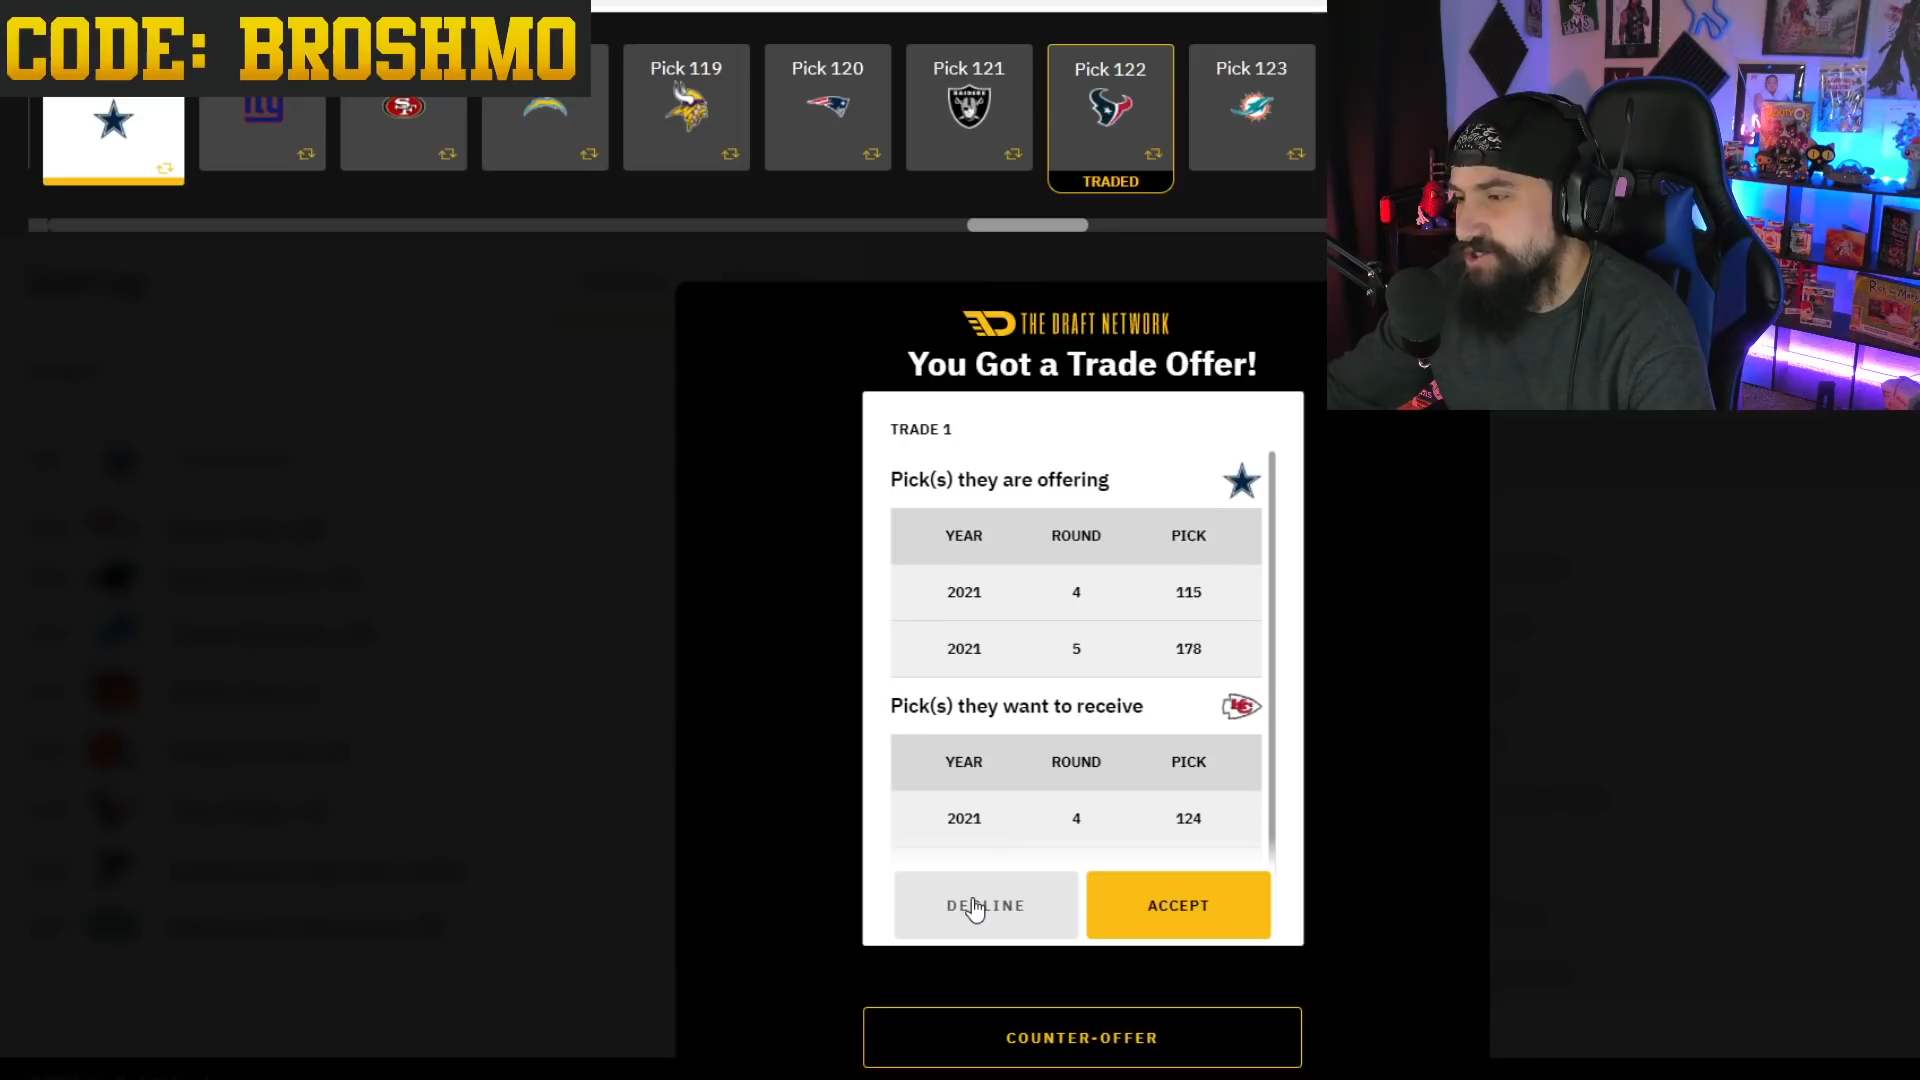 CODE: BROSHMO
Pick 119 Pick 120 Pick 121 Pick 122 Pick 123
TRADED
THE DRAFT NETWORK
You Got a Trade Offer!
TRADE 1
Pick(s) they are offering
YEAR ROUND PICK
2021 4 115
2021 5 178
Pick(s) they want to receive
YEAR ROUND PICK
2021 4 124
DECLINE ACCEPT
COUNTER-OFFER